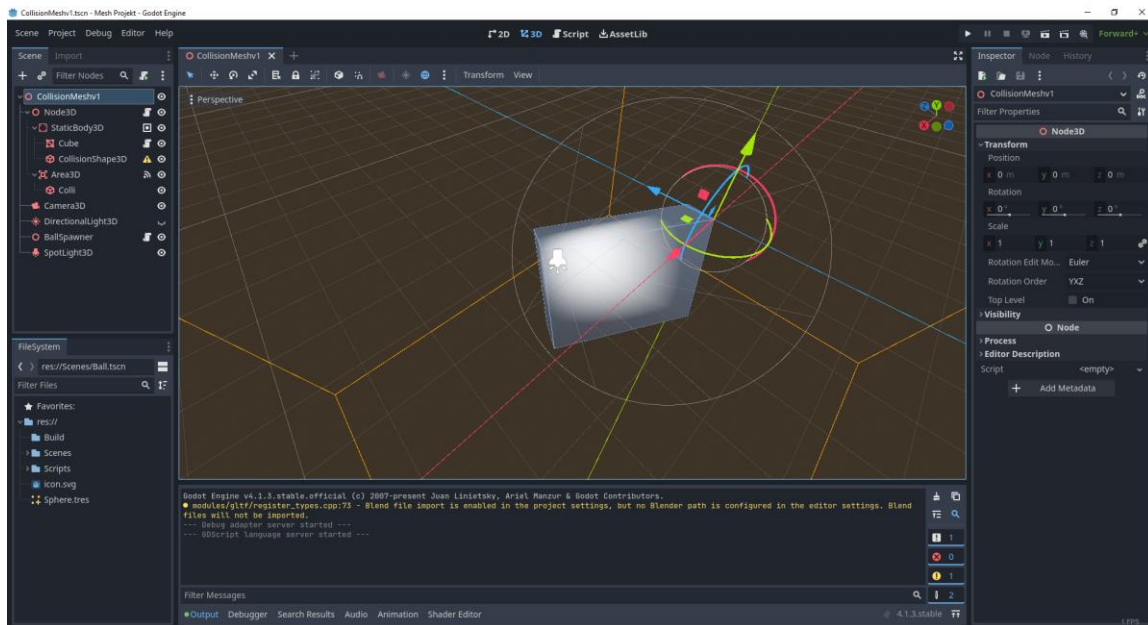 CollisionMeshv1.tscn - Mesh Projekt - Godot Engine
Scene Project Debug Editor Help
2D 3D Script AssetLib
Forward+
Scene Import
Filter Nodes
CollisionMeshv1
Node3D
StaticBody3D
Cube
CollisionShape3D
Area3D
Colli
Camera3D
DirectionalLight3D
BallSpawner
SpotLight3D
FileSystem
res://Scenes/Ball.tscn
Filter Files
Favorites:
res://
Build
Scenes
Scripts
icon.svg
Sphere.tres
CollisionMeshv1
Transform View
Perspective
Z Y X
Godot Engine v4.1.3.stable.official (c) 2007-present Juan Linietsky, Ariel Manzur & Godot Contributors.
modules/gltf/register_types.cpp:73 - Blend file import is enabled in the project settings, but no Blender path is configured in the editor settings. Blend
files will not be imported.
--- Debug adapter server started ---
--- GDScript language server started ---
1
0
1
2
Filter Messages
Output Debugger Search Results Audio Animation Shader Editor
4.1.3.stable
Inspector Node History
CollisionMeshv1
DOC
Filter Properties
Node3D
Transform
Position
x 0 m y 0 m z 0 m
Rotation
x 0° y 0° z 0°
Scale
x 1 y 1 z 1
Rotation Edit Mo... Euler
Rotation Order YXZ
Top Level On
Visibility
Node
Process
Editor Description
Script <empty>
+ Add Metadata
1 FPS